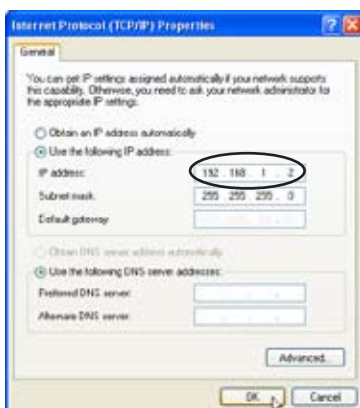 Internet Protocol (TCP/IP) Properties
General
You can get IP settings assigned automatically if your network supports
this capability. Otherwise, you need to ask your network administrator for
the appropriate IP settings.
Obtain an IP address automatically
Use the following IP address:
IP address: 192 . 168 . 1 . 2
Subnet mask: 255 . 255 . 255 . 0
Default gateway: . . .
Obtain DNS server address automatically
Use the following DNS server addresses:
Preferred DNS server: . . .
Alternate DNS server: . . .
Advanced...
OK Cancel